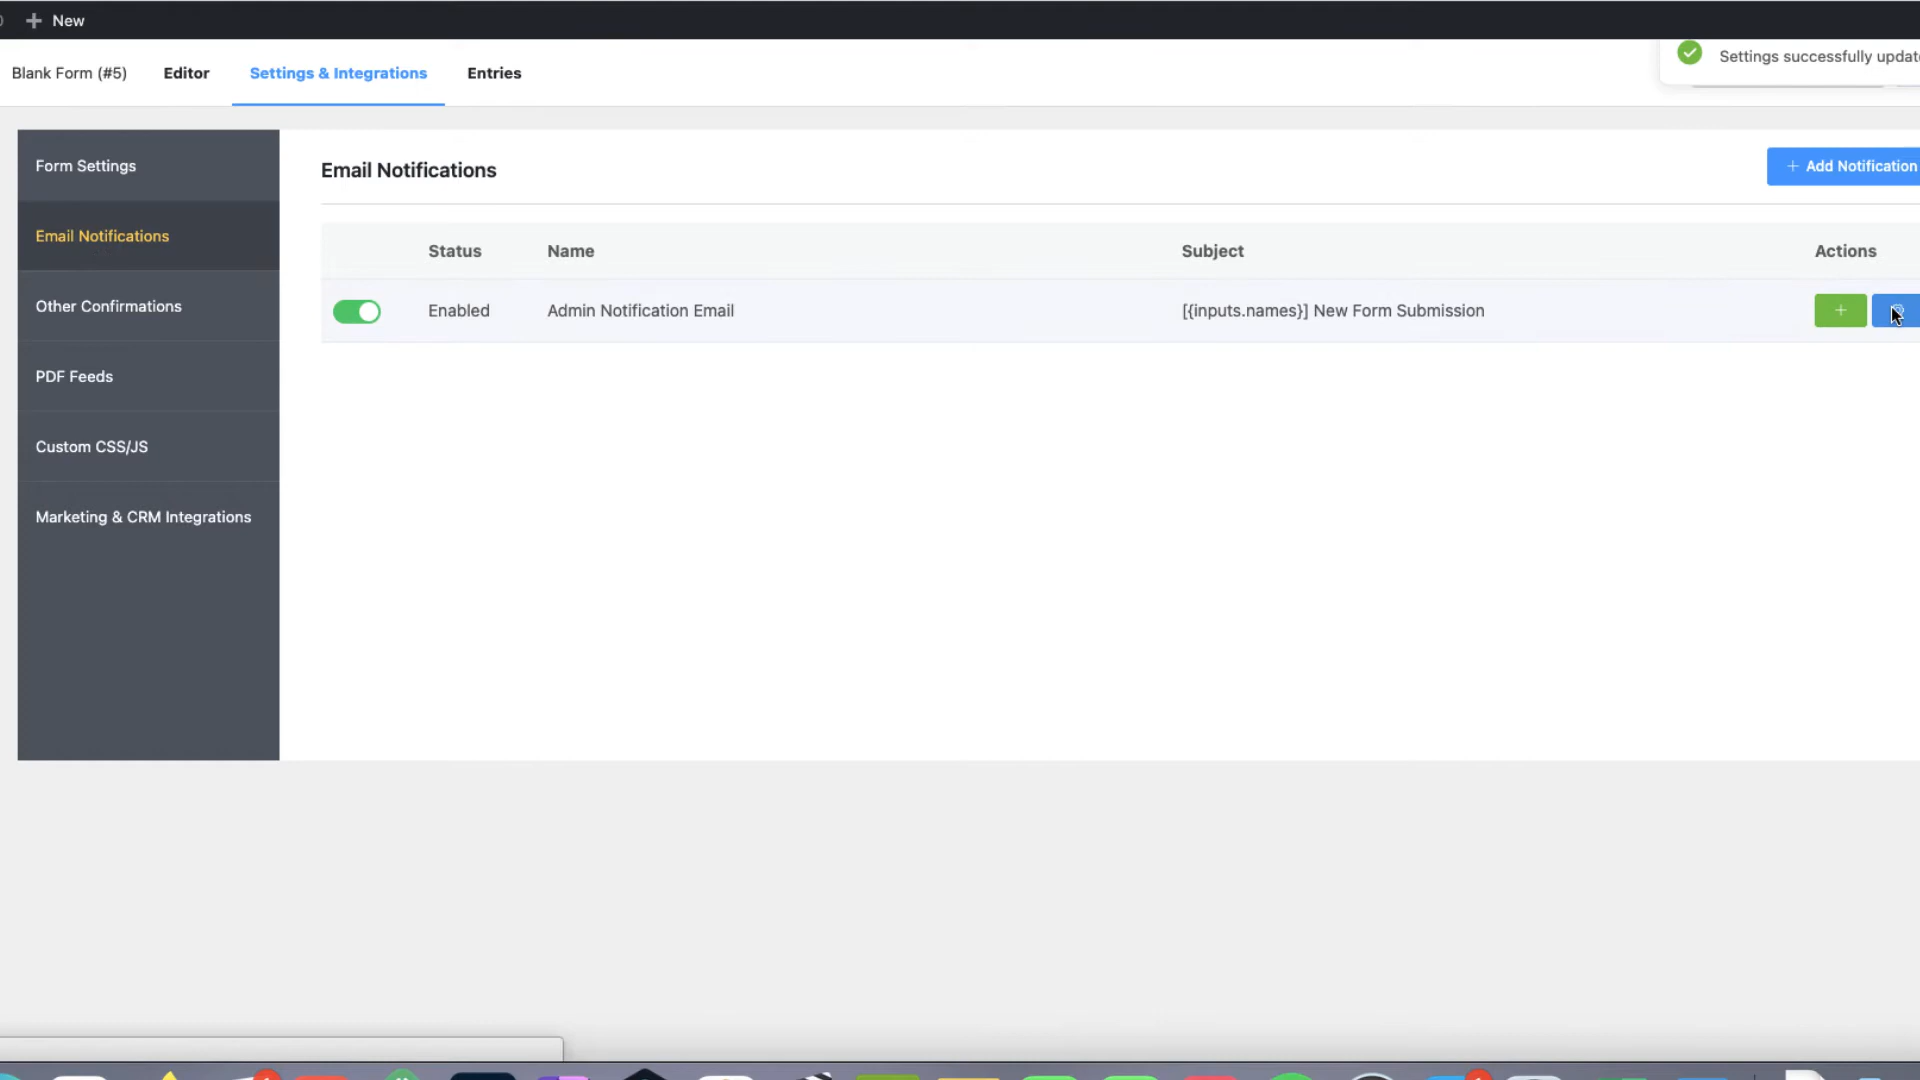 New
Blank Form (#5) Editor Settings & Integrations Entries
Settings successfully update
Form Settings
Email Notifications
Other Confirmations
PDF Feeds
Custom CSS/JS
Marketing & CRM Integrations
Email Notifications
+ Add Notification
Status Name Subject Actions
Enabled Admin Notification Email [{inputs.names}] New Form Submission